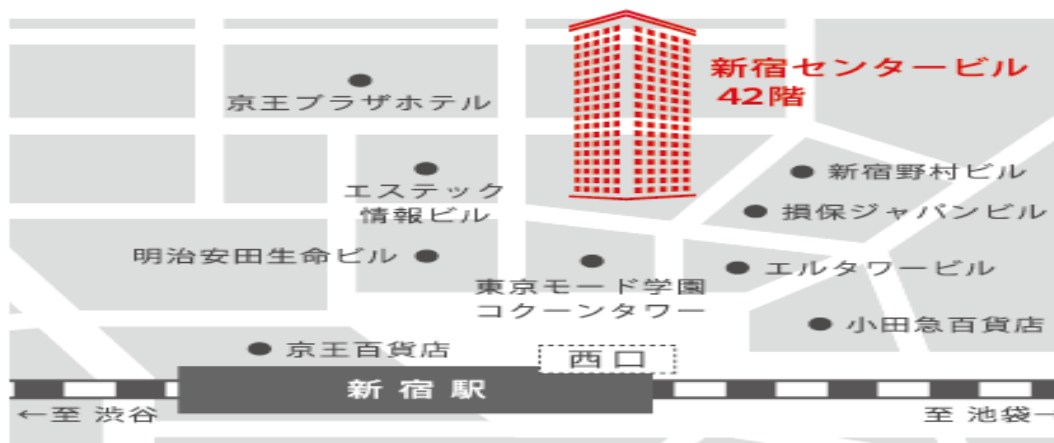 新宿センタービル
42階
京王プラザホテル
エステック
情報ビル
新宿野村ビル
損保ジャパンビル
明治安田生命ビル
東京モード学園
コクーンタワー
エルタワービル
小田急百貨店
京王百貨店
西口
新宿駅
←至 渋谷
至 池袋→